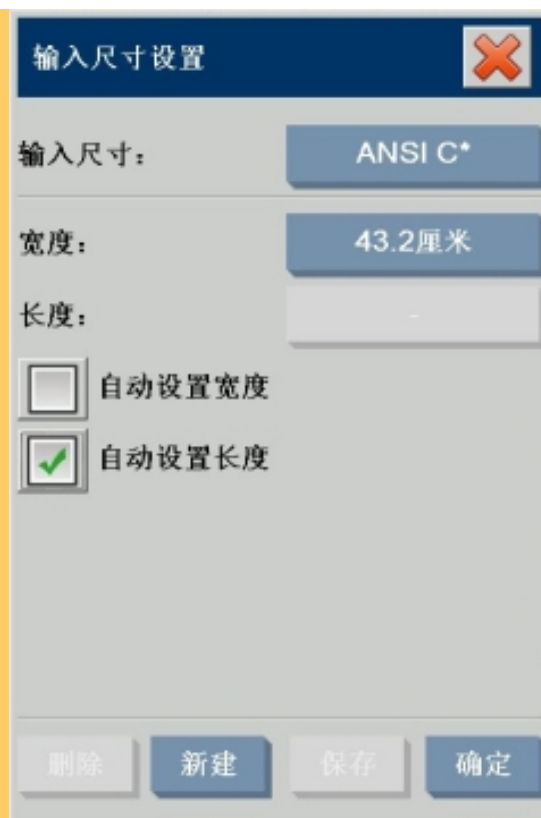 输入尺寸设置
输入尺寸： ANSI C*
宽度： 43.2厘米
长度： -
自动设置宽度
自动设置长度
删除 新建 保存 确定